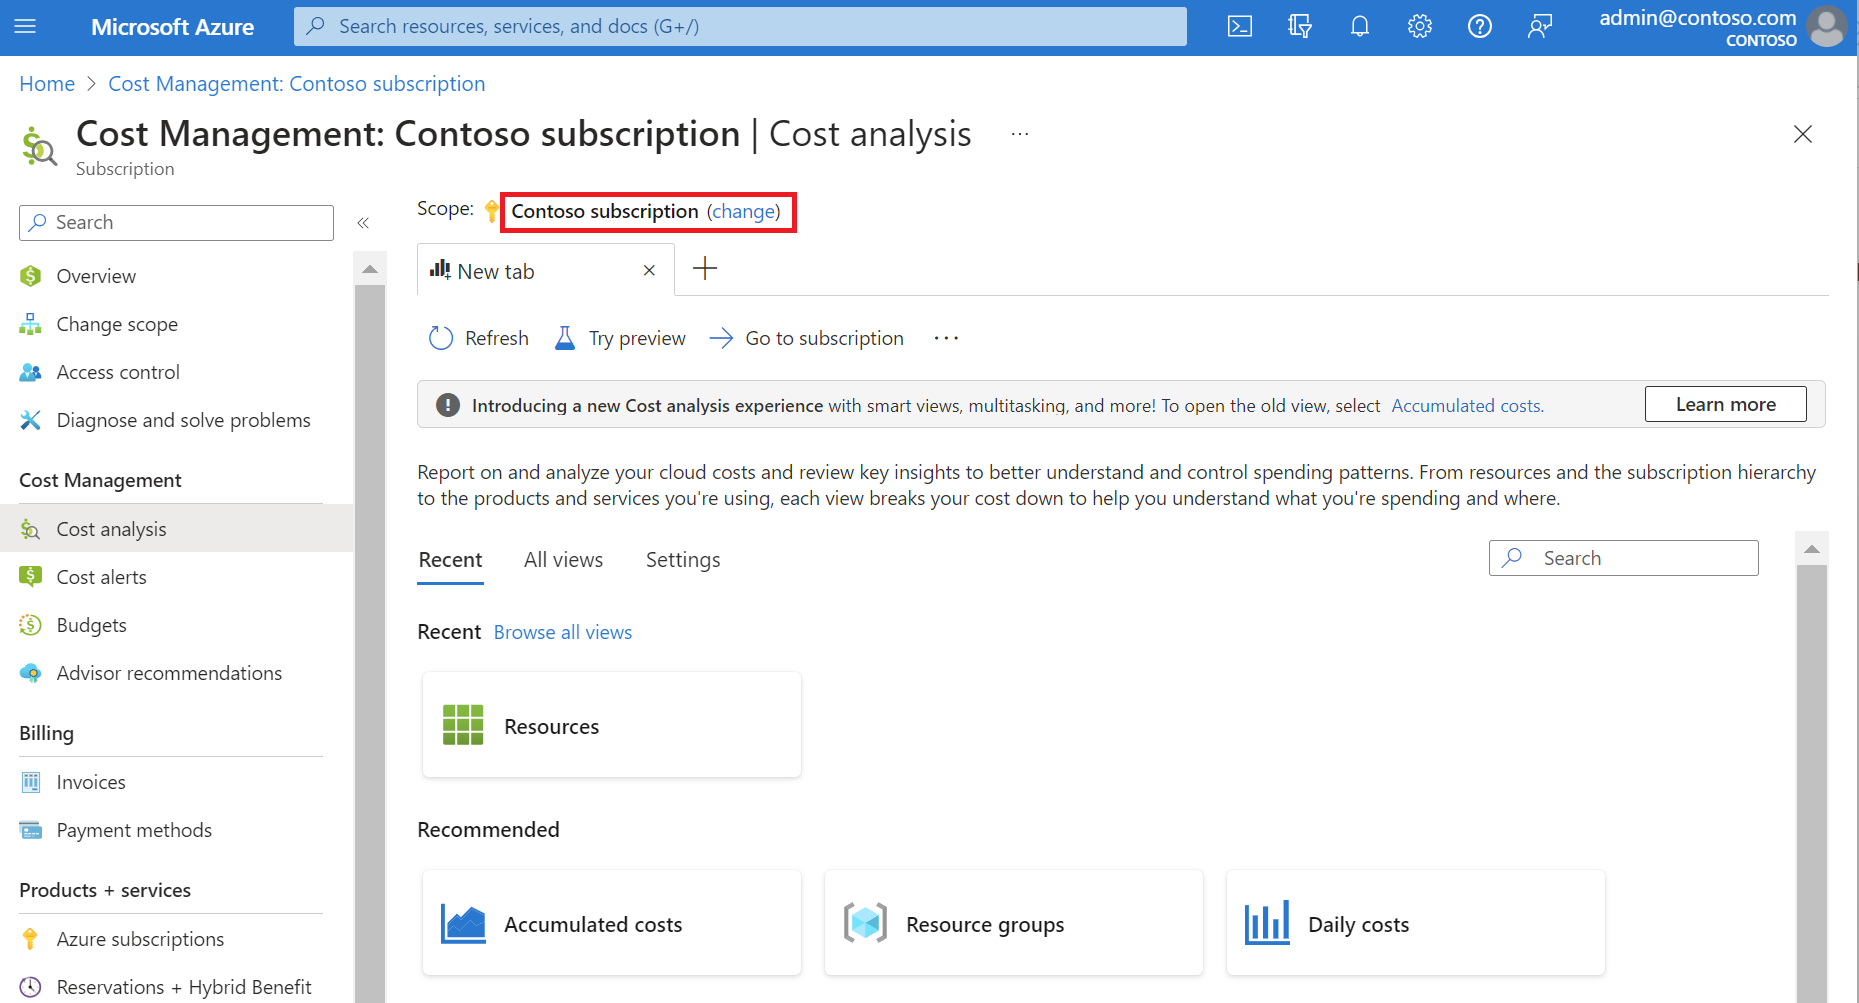 Microsoft Azure
Search resources, services, and docs (G+/)
admin@contoso.com
CONTOSO
Home > Cost Management: Contoso subscription
Cost Management: Contoso subscription | Cost analysis ...
Subscription
Search
«
Overview
Change scope
Access control
Diagnose and solve problems
Cost Management
Cost analysis
Cost alerts
Budgets
Advisor recommendations
Billing
Invoices
Payment methods
Products + services
Azure subscriptions
Reservations + Hybrid Benefit
Scope: Contoso subscription (change)
New tab
Refresh Try preview Go to subscription ...
Introducing a new Cost analysis experience with smart views, multitasking, and more! To open the old view, select Accumulated costs.
Learn more
Report on and analyze your cloud costs and review key insights to better understand and control spending patterns. From resources and the subscription hierarchy
to the products and services you're using, each view breaks your cost down to help you understand what you're spending and where.
Recent All views Settings
Search
Recent Browse all views
Resources
Recommended
Accumulated costs
Resource groups
Daily costs